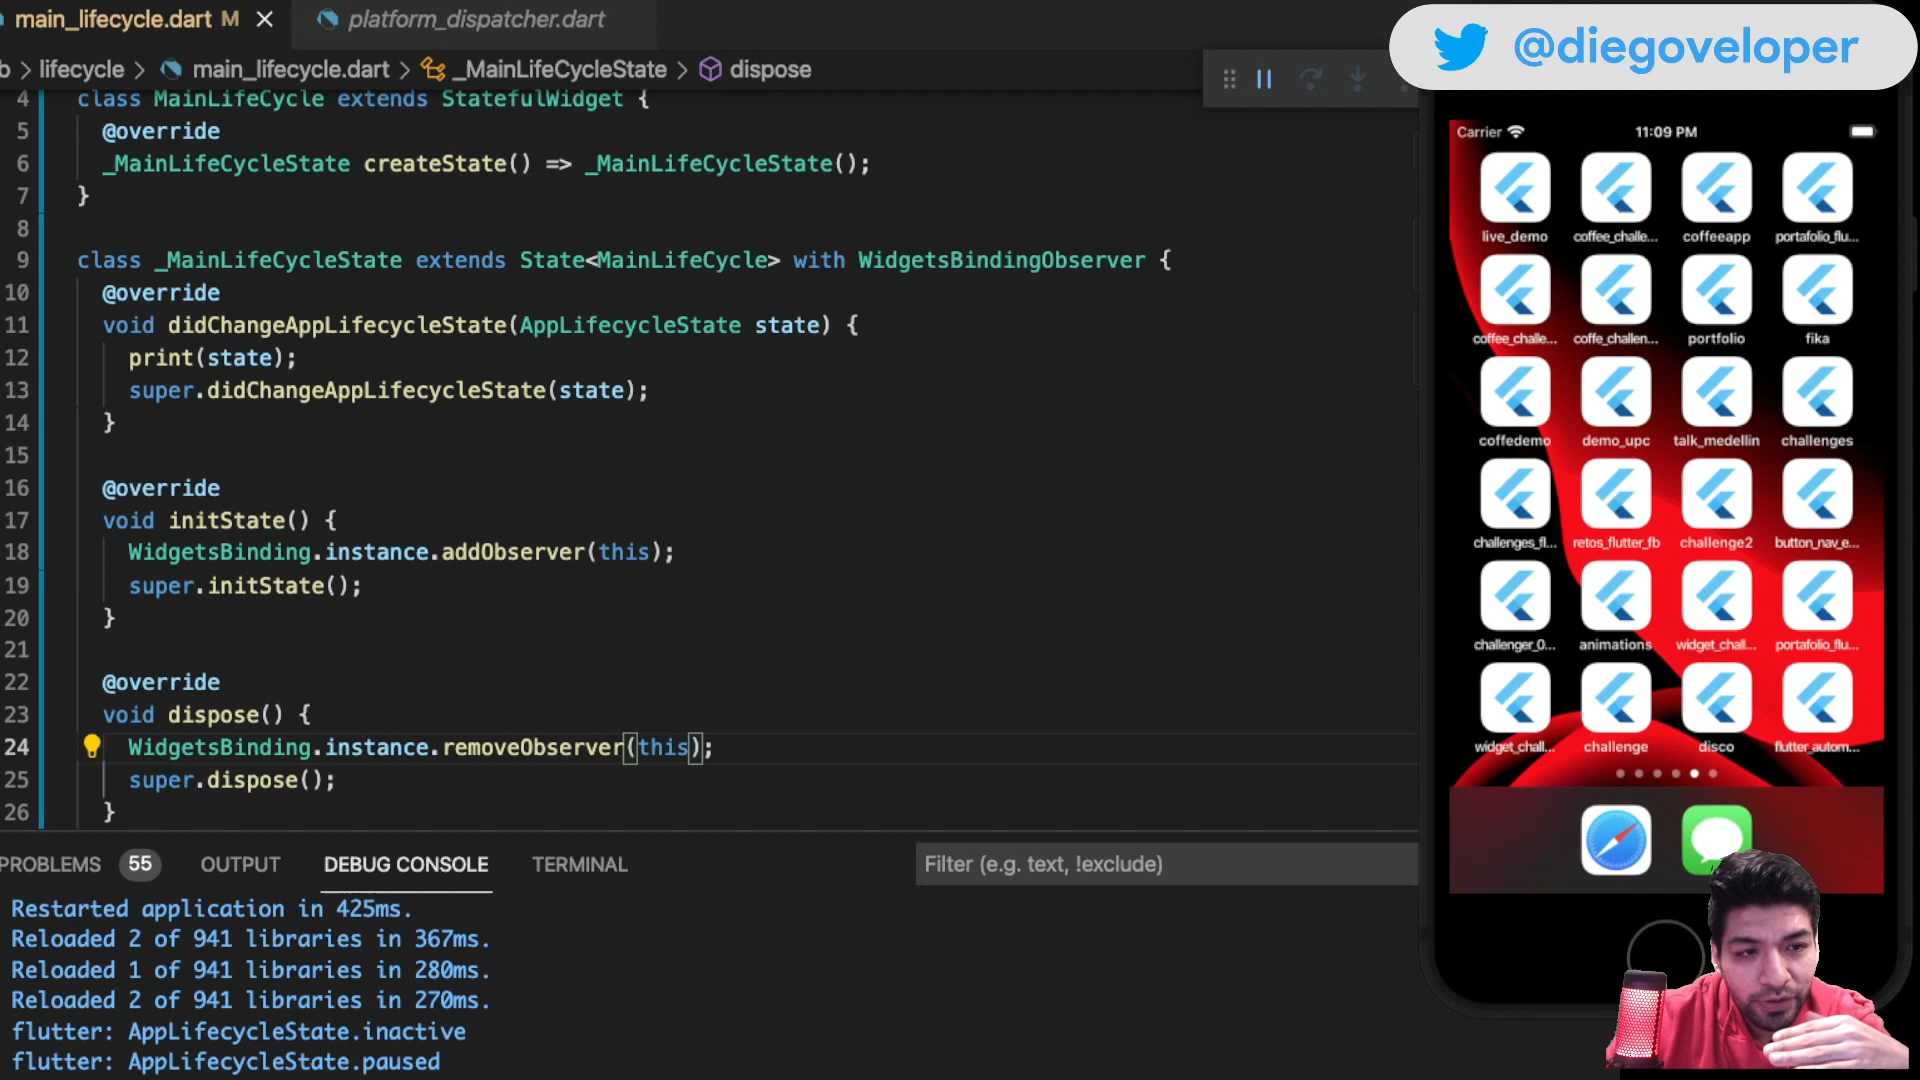 main_lifecycle.dart M
platform_dispatcher.dart
@diegoveloper
b > lifecycle > main_lifecycle.dart > _MainLifeCycleState > dispose
4 class MainLifeCycle extends StatefulWidget {
5 @override
6 _MainLifeCycleState createState() => _MainLifeCycleState();
7 }
8
9 class _MainLifeCycleState extends State<MainLifeCycle> with WidgetsBindingObserver {
10 @override
11 void didChangeAppLifecycleState(AppLifecycleState state) {
12 print(state);
13 super.didChangeAppLifecycleState(state);
14 }
15
16 @override
17 void initState() {
18 WidgetsBinding.instance.addObserver(this);
19 super.initState();
20 }
21
22 @override
23 void dispose() {
24 WidgetsBinding.instance.removeObserver(this);
25 super.dispose();
26 }
PROBLEMS 55 OUTPUT DEBUG CONSOLE TERMINAL
Filter (e.g. text, !exclude)
Restarted application in 425ms.
Reloaded 2 of 941 libraries in 367ms.
Reloaded 1 of 941 libraries in 280ms.
Reloaded 2 of 941 libraries in 270ms.
flutter: AppLifecycleState.inactive
flutter: AppLifecycleState.paused
Carrier 11:09 PM
live_demo coffee_challe... coffeeapp portafolio_flu...
coffee_challe... coffe_challen... portfolio fika
coffedemo demo_upc talk_medellin challenges
challenges_fl... retos_flutter_fb challenge2 button_nav_e...
challenger_0... animations widget_chall... portafolio_flu...
widget_chall... challenge disco flutter_autom...